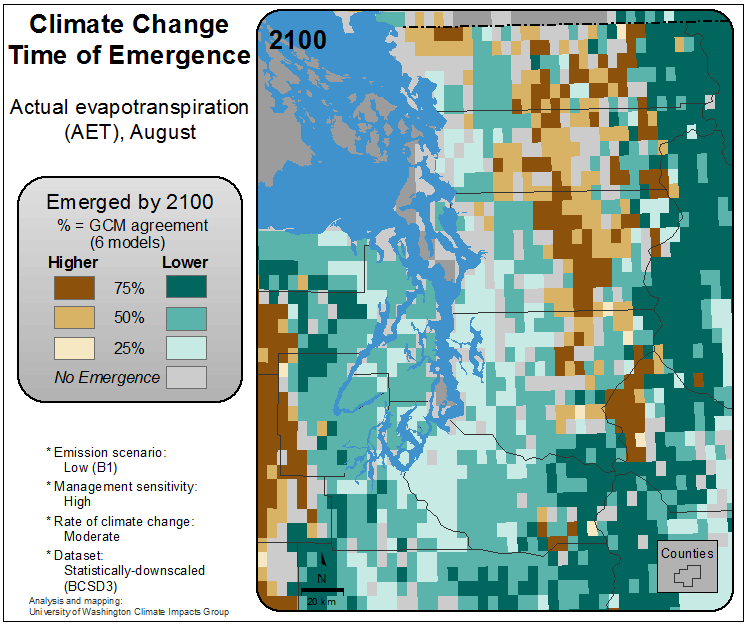 Climate Change
Time of Emergence
Actual evapotranspiration
(AET), August
Emerged by 2100
% = GCM agreement
(6 models)
Higher Lower
75%
50%
25%
No Emergence
* Emission scenario:
Low (B1)
* Management sensitivity:
High
* Rate of climate change:
Moderate
* Dataset:
Statistically-downscaled
(BCSD3)
Analysis and mapping:
University of Washington Climate Impacts Group
2100
N
20 km
Counties